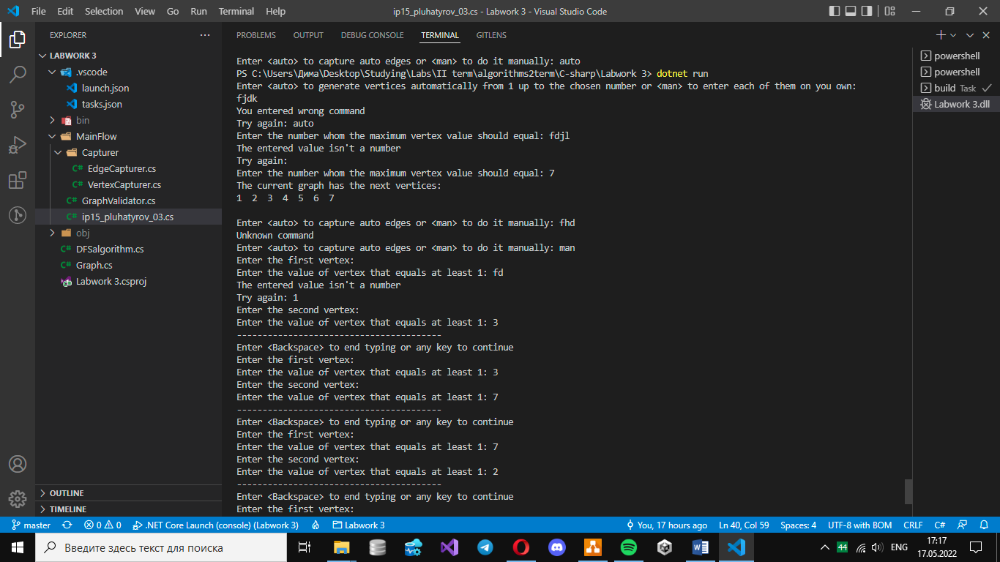 File Edit Selection View Go Run Terminal Help
ip15_pluhatyrov_03.cs - Labwork 3 - Visual Studio Code
EXPLORER
LABWORK 3
.vscode
launch.json
tasks.json
bin
MainFlow
Capturer
C# EdgeCapturer.cs
C# VertexCapturer.cs
C# GraphValidator.cs
C# ip15_pluhatyrov_03.cs
obj
C# DFSalgorithm.cs
C# Graph.cs
Labwork 3.csproj
OUTLINE
TIMELINE
PROBLEMS OUTPUT DEBUG CONSOLE TERMINAL GITLENS
Enter <auto> to capture auto edges or <man> to do it manually: auto
PS C:\Users\Дима\Desktop\Studying\Labs\II term\algorithms2term\C-sharp\Labwork 3> dotnet run
Enter <auto> to generate vertices automatically from 1 up to the chosen number or <man> to enter each of them on you own:
fjdk
You entered wrong command
Try again: auto
Enter the number whom the maximum vertex value should equal: fdjl
The entered value isn't a number
Try again:
Enter the number whom the maximum vertex value should equal: 7
The current graph has the next vertices:
1 2 3 4 5 6 7
Enter <auto> to capture auto edges or <man> to do it manually: fhd
Unknown command
Enter <auto> to capture auto edges or <man> to do it manually: man
Enter the first vertex:
Enter the value of vertex that equals at least 1: fd
The entered value isn't a number
Try again: 1
Enter the second vertex:
Enter the value of vertex that equals at least 1: 3
----------------------------------------
Enter <Backspace> to end typing or any key to continue
Enter the first vertex:
Enter the value of vertex that equals at least 1: 3
Enter the second vertex:
Enter the value of vertex that equals at least 1: 7
----------------------------------------
Enter <Backspace> to end typing or any key to continue
Enter the first vertex:
Enter the value of vertex that equals at least 1: 7
Enter the second vertex:
Enter the value of vertex that equals at least 1: 2
----------------------------------------
Enter <Backspace> to end typing or any key to continue
Enter the first vertex:
powershell
powershell
build Task
Labwork 3.dll
master 0 0 .NET Core Launch (console) (Labwork 3) Labwork 3 You, 17 hours ago Ln 40, Col 59 Spaces: 4 UTF-8 with BOM CRLF C#
Введите здесь текст для поиска
44 ENG
17:17
17.05.2022